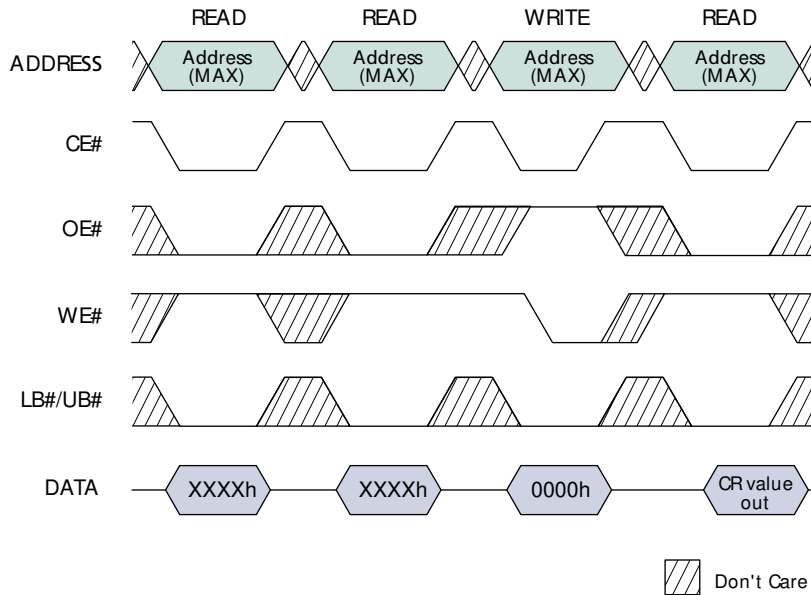 READ READ WRITE READ
ADDRESS
Address
(MAX)
Address
(MAX)
Address
(MAX)
Address
(MAX)
CE#
OE#
WE#
LB#/UB#
DATA
XXXXh
XXXXh
0000h
CR value
out
Don't Care